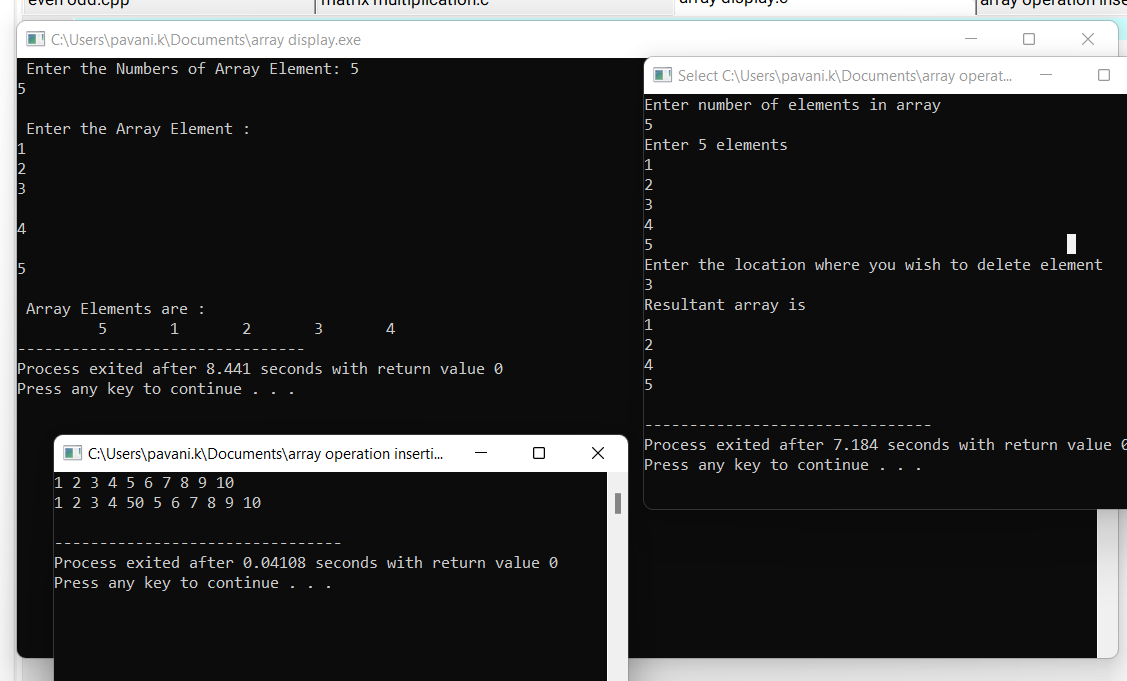 even odd.cpp
matrix multiplication.c
array display.c
array operation inse
C:\Users\pavani.k\Documents\array display.exe
Enter the Numbers of Array Element: 5
5
Enter the Array Element :
1
2
3
4
5
Array Elements are :
5 1 2 3 4
--------------------------------
Process exited after 8.441 seconds with return value 0
Press any key to continue . . .
Select C:\Users\pavani.k\Documents\array operat...
Enter number of elements in array
5
Enter 5 elements
1
2
3
4
5
Enter the location where you wish to delete element
3
Resultant array is
1
2
4
5
--------------------------------
Process exited after 7.184 seconds with return value 0
Press any key to continue . . .
C:\Users\pavani.k\Documents\array operation inserti...
1 2 3 4 5 6 7 8 9 10
1 2 3 4 50 5 6 7 8 9 10
--------------------------------
Process exited after 0.04108 seconds with return value 0
Press any key to continue . . .